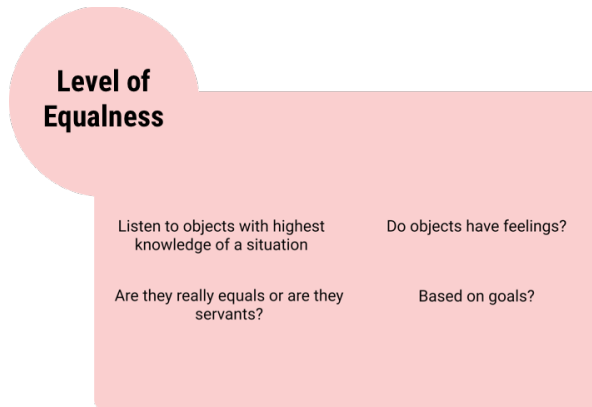 Level of
Equalness
Listen to objects with highest
knowledge of a situation
Do objects have feelings?
Are they really equals or are they
servants?
Based on goals?